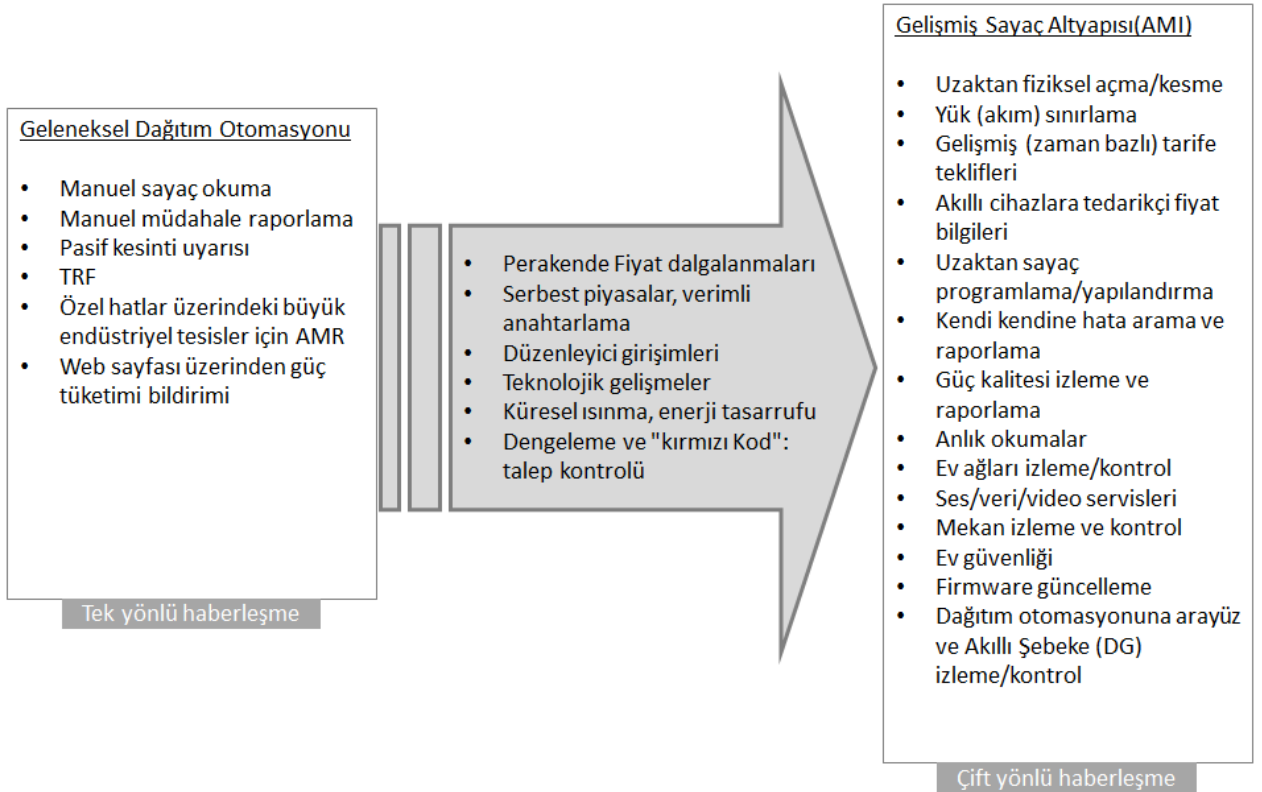 Geleneksel Dağıtım Otomasyonu
• Manuel sayaç okuma
• Manuel müdahale raporlama
• Pasif kesinti uyarısı
• TRF
• Özel hatlar üzerindeki büyük
endüstriyel tesisler için AMR
• Web sayfası üzerinden güç
tüketimi bildirimi
Tek yönlü haberleşme
• Perakende Fiyat dalgalanmaları
• Serbest piyasalar, verimli
anahtarlama
• Düzenleyici girişimleri
• Teknolojik gelişmeler
• Küresel ısınma, enerji tasarrufu
• Dengeleme ve "kırmızı Kod":
talep kontrolü
Gelişmiş Sayaç Altyapısı(AMI)
• Uzaktan fiziksel açma/kesme
• Yük (akım) sınırlama
• Gelişmiş (zaman bazlı) tarife
teklifleri
• Akıllı cihazlara tedarikçi fiyat
bilgileri
• Uzaktan sayaç
programlama/yapılandırma
• Kendi kendine hata arama ve
raporlama
• Güç kalitesi izleme ve
raporlama
• Anlık okumalar
• Ev ağları izleme/kontrol
• Ses/veri/video servisleri
• Mekan izleme ve kontrol
• Ev güvenliği
• Firmware güncelleme
• Dağıtım otomasyonuna arayüz
ve Akıllı Şebeke (DG)
izleme/kontrol
Çift yönlü haberleşme